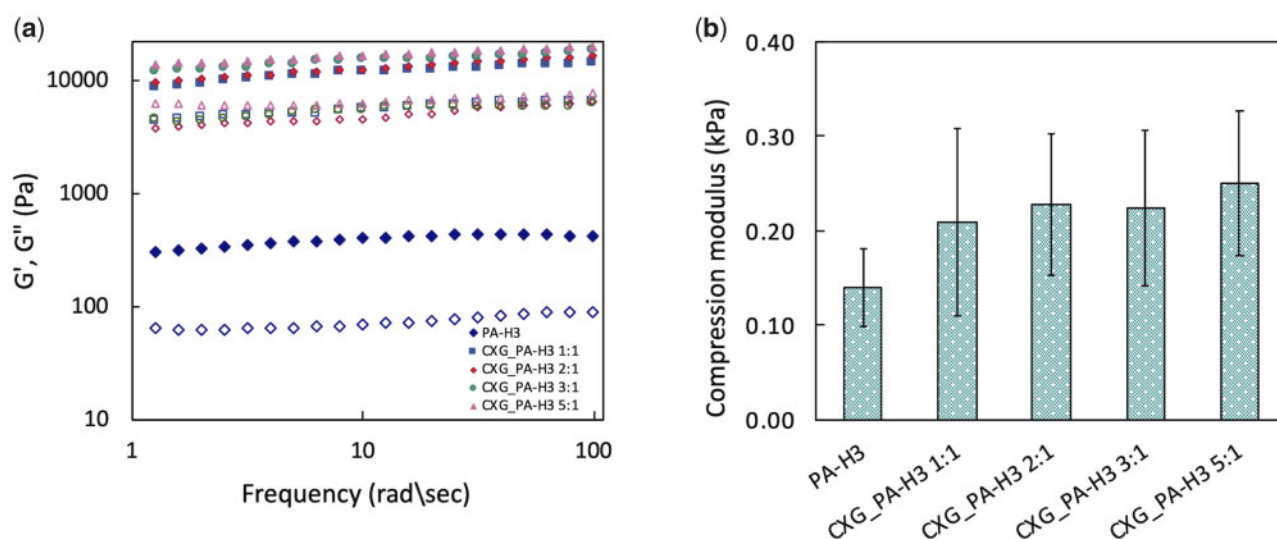 (a)
G', G" (Pa)
10000
1000
100
10
1
10
100
Frequency (rad\sec)
PA-H3
CXG_PA-H3 1:1
CXG_PA-H3 2:1
CXG_PA-H3 3:1
CXG_PA-H3 5:1
(b)
Compression modulus (kPa)
0.40
0.30
0.20
0.10
0.00
PA-H3
CXG_PA-H3 1:1
CXG_PA-H3 2:1
CXG_PA-H3 3:1
CXG_PA-H3 5:1